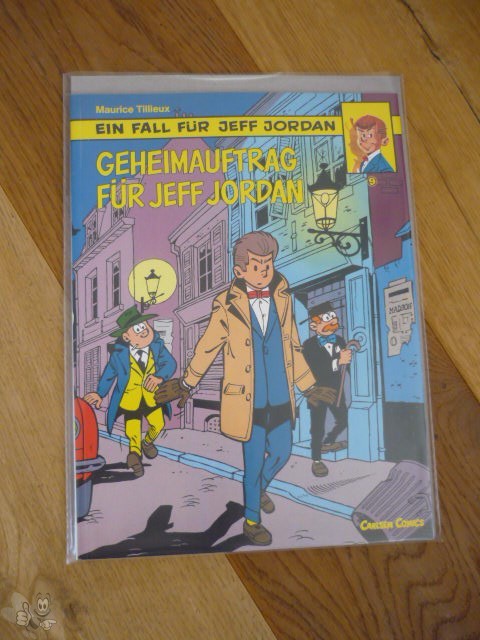 Maurice Tillieux
EIN FALL FÜR JEFF JORDAN
GEHEIMAUFTRAG
FÜR JEFF JORDAN
9
CARLSEN COMICS